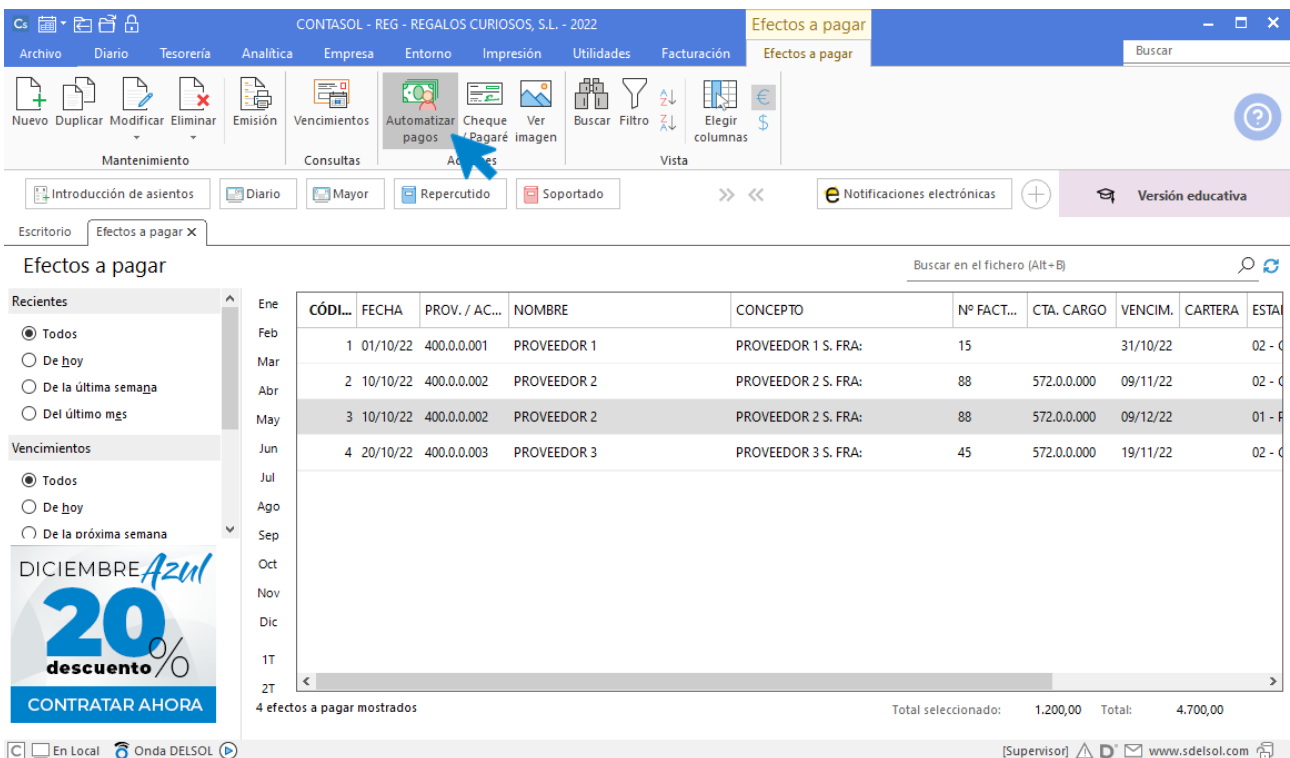 Cs CONTASOL - REG - REGALOS CURIOSOS, S.L. - 2022 Efectos a pagar
Archivo Diario Tesorería Analítica Empresa Entorno Impresión Utilidades Facturación Efectos a pagar Buscar
Nuevo Duplicar Modificar Eliminar Emisión Vencimientos Automatizar pagos Cheque / Pagaré Ver imagen Buscar Filtro Elegir columnas
Mantenimiento Consultas Vista
Introducción de asientos Diario Mayor Repercutido Soportado Notificaciones electrónicas Versión educativa
Escritorio Efectos a pagar
Efectos a pagar Buscar en el fichero (Alt+B)
Recientes
Todos
De hoy
De la última semana
Del último mes
Vencimientos
Todos
De hoy
De la próxima semana
DICIEMBRE Azul
20%
descuento
CONTRATAR AHORA
Ene
Feb
Mar
Abr
May
Jun
Jul
Ago
Sep
Oct
Nov
Dic
1T
2T
CÓDI... FECHA PROV. / AC... NOMBRE CONCEPTO Nº FACT... CTA. CARGO VENCIM. CARTERA
1 01/10/22 400.0.0.001 PROVEEDOR 1 PROVEEDOR 1 S. FRA: 15 31/10/22 02 -
2 10/10/22 400.0.0.002 PROVEEDOR 2 PROVEEDOR 2 S. FRA: 88 572.0.0.000 09/11/22 02 -
3 10/10/22 400.0.0.002 PROVEEDOR 2 PROVEEDOR 2 S. FRA: 88 572.0.0.000 09/12/22 01 -
4 20/10/22 400.0.0.003 PROVEEDOR 3 PROVEEDOR 3 S. FRA: 45 572.0.0.000 19/11/22 02 -
4 efectos a pagar mostrados Total seleccionado: 1.200,00 Total: 4.700,00
C En Local Onda DELSOL [Supervisor] D www.sdelsol.com